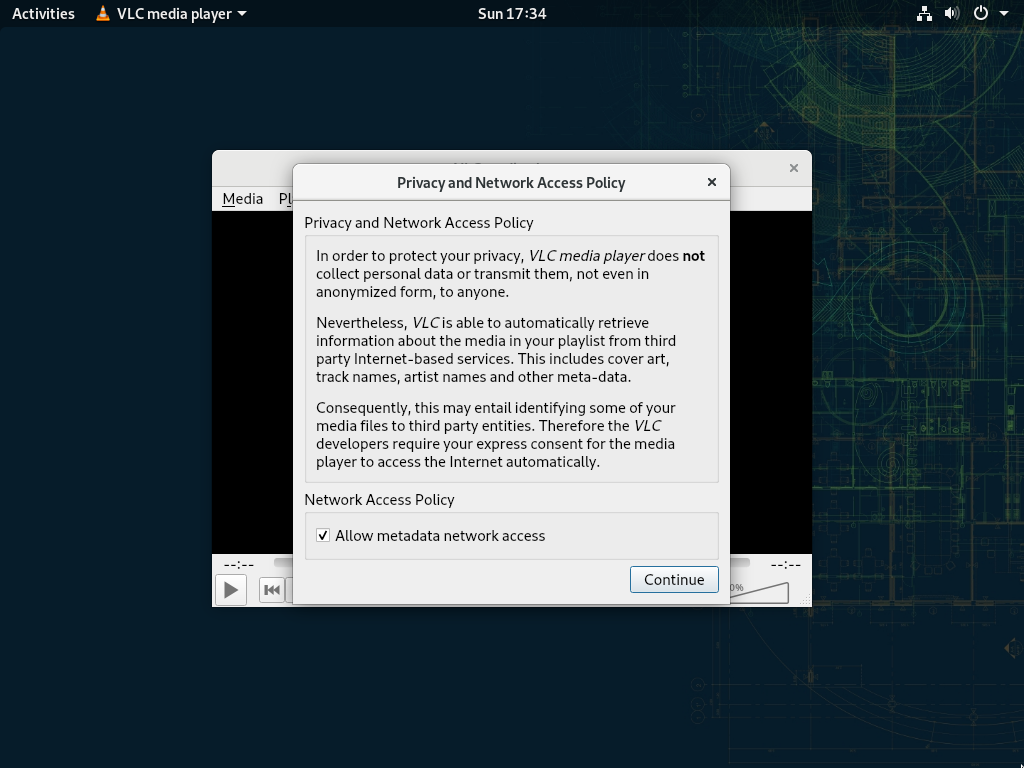 Activities VLC media player Sun 17:34
Privacy and Network Access Policy
Media Pl
Privacy and Network Access Policy
In order to protect your privacy, VLC media player does not
collect personal data or transmit them, not even in
anonymized form, to anyone.
Nevertheless, VLC is able to automatically retrieve
information about the media in your playlist from third
party Internet-based services. This includes cover art,
track names, artist names and other meta-data.
Consequently, this may entail identifying some of your
media files to third party entities. Therefore the VLC
developers require your express consent for the media
player to access the Internet automatically.
Network Access Policy
Allow metadata network access
--:-- --:--
Continue
0%